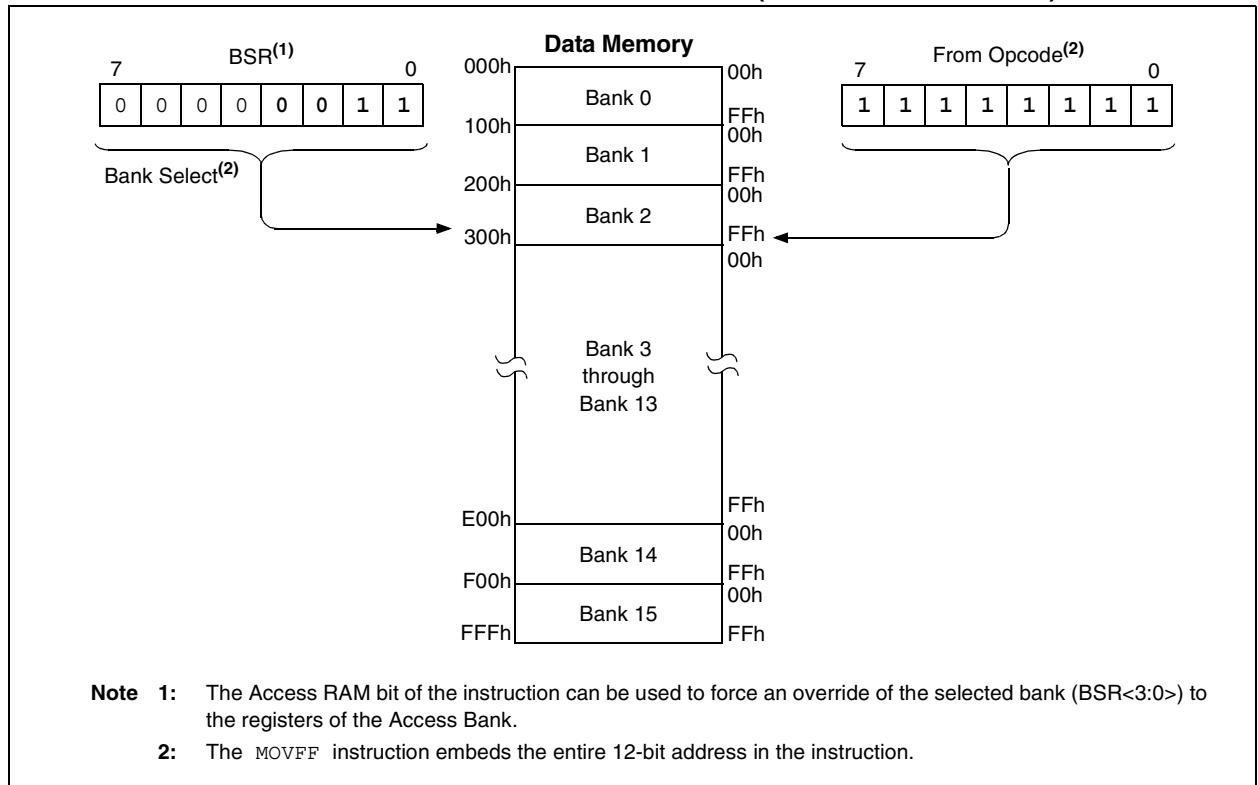 Data Memory
BSR(1)
7 0
0 0 0 0 0 0 1 1
Bank Select(2)
From Opcode(2)
7 0
1 1 1 1 1 1 1 1
000h
Bank 0
00h
FFh
100h
Bank 1
00h
FFh
200h
Bank 2
00h
FFh
300h
00h
Bank 3
through
Bank 13
FFh
E00h
Bank 14
00h
FFh
F00h
Bank 15
00h
FFFh
FFh
Note 1: The Access RAM bit of the instruction can be used to force an override of the selected bank (BSR<3:0>) to
the registers of the Access Bank.
2: The MOVFF instruction embeds the entire 12-bit address in the instruction.